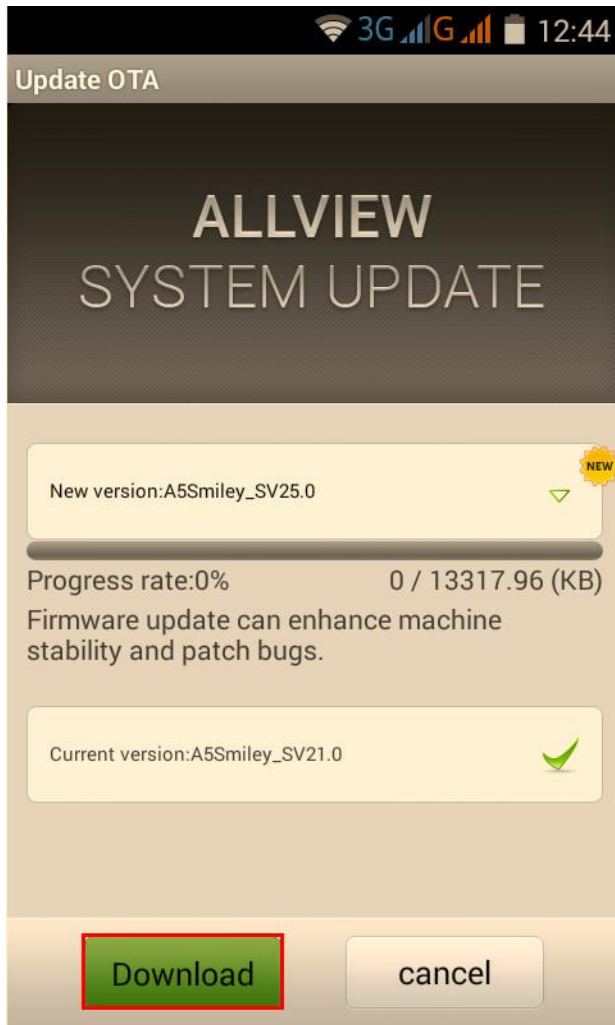 3G G 12:44
Update OTA
ALLVIEW
SYSTEM UPDATE
NEW
New version:A5Smiley_SV25.0
Progress rate:0% 0 / 13317.96 (KB)
Firmware update can enhance machine
stability and patch bugs.
Current version:A5Smiley_SV21.0
Download cancel